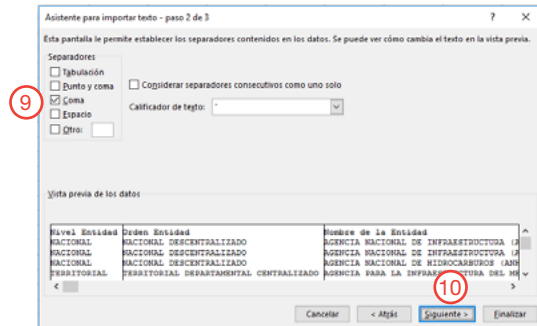 Asistente para importar texto - paso 2 de 3 ? ×
Esta pantalla le permite establecer los separadores contenidos en los datos. Se puede ver cómo cambia el texto en la vista previa.
Separadores
Tabulación
Punto y coma
Considerar separadores consecutivos como uno solo
9
Coma
Calificador de texto: "
Espacio
Otro:
Vista previa de los datos
Nivel Entidad Orden Entidad Nombre de la Entidad
NACIONAL NACIONAL DESCENTRALIZADO AGENCIA NACIONAL DE INFRAESTRUCTURA (A
NACIONAL NACIONAL DESCENTRALIZADO AGENCIA NACIONAL DE INFRAESTRUCTURA (A
NACIONAL NACIONAL DESCENTRALIZADO AGENCIA NACIONAL DE HIDROCARBUROS (ANH
TERRITORIAL TERRITORIAL DEPARTAMENTAL CENTRALIZADO AGENCIA PARA LA INFRAESTRUCTURA DEL ME
10
Cancelar < Atrás Siguiente > Finalizar